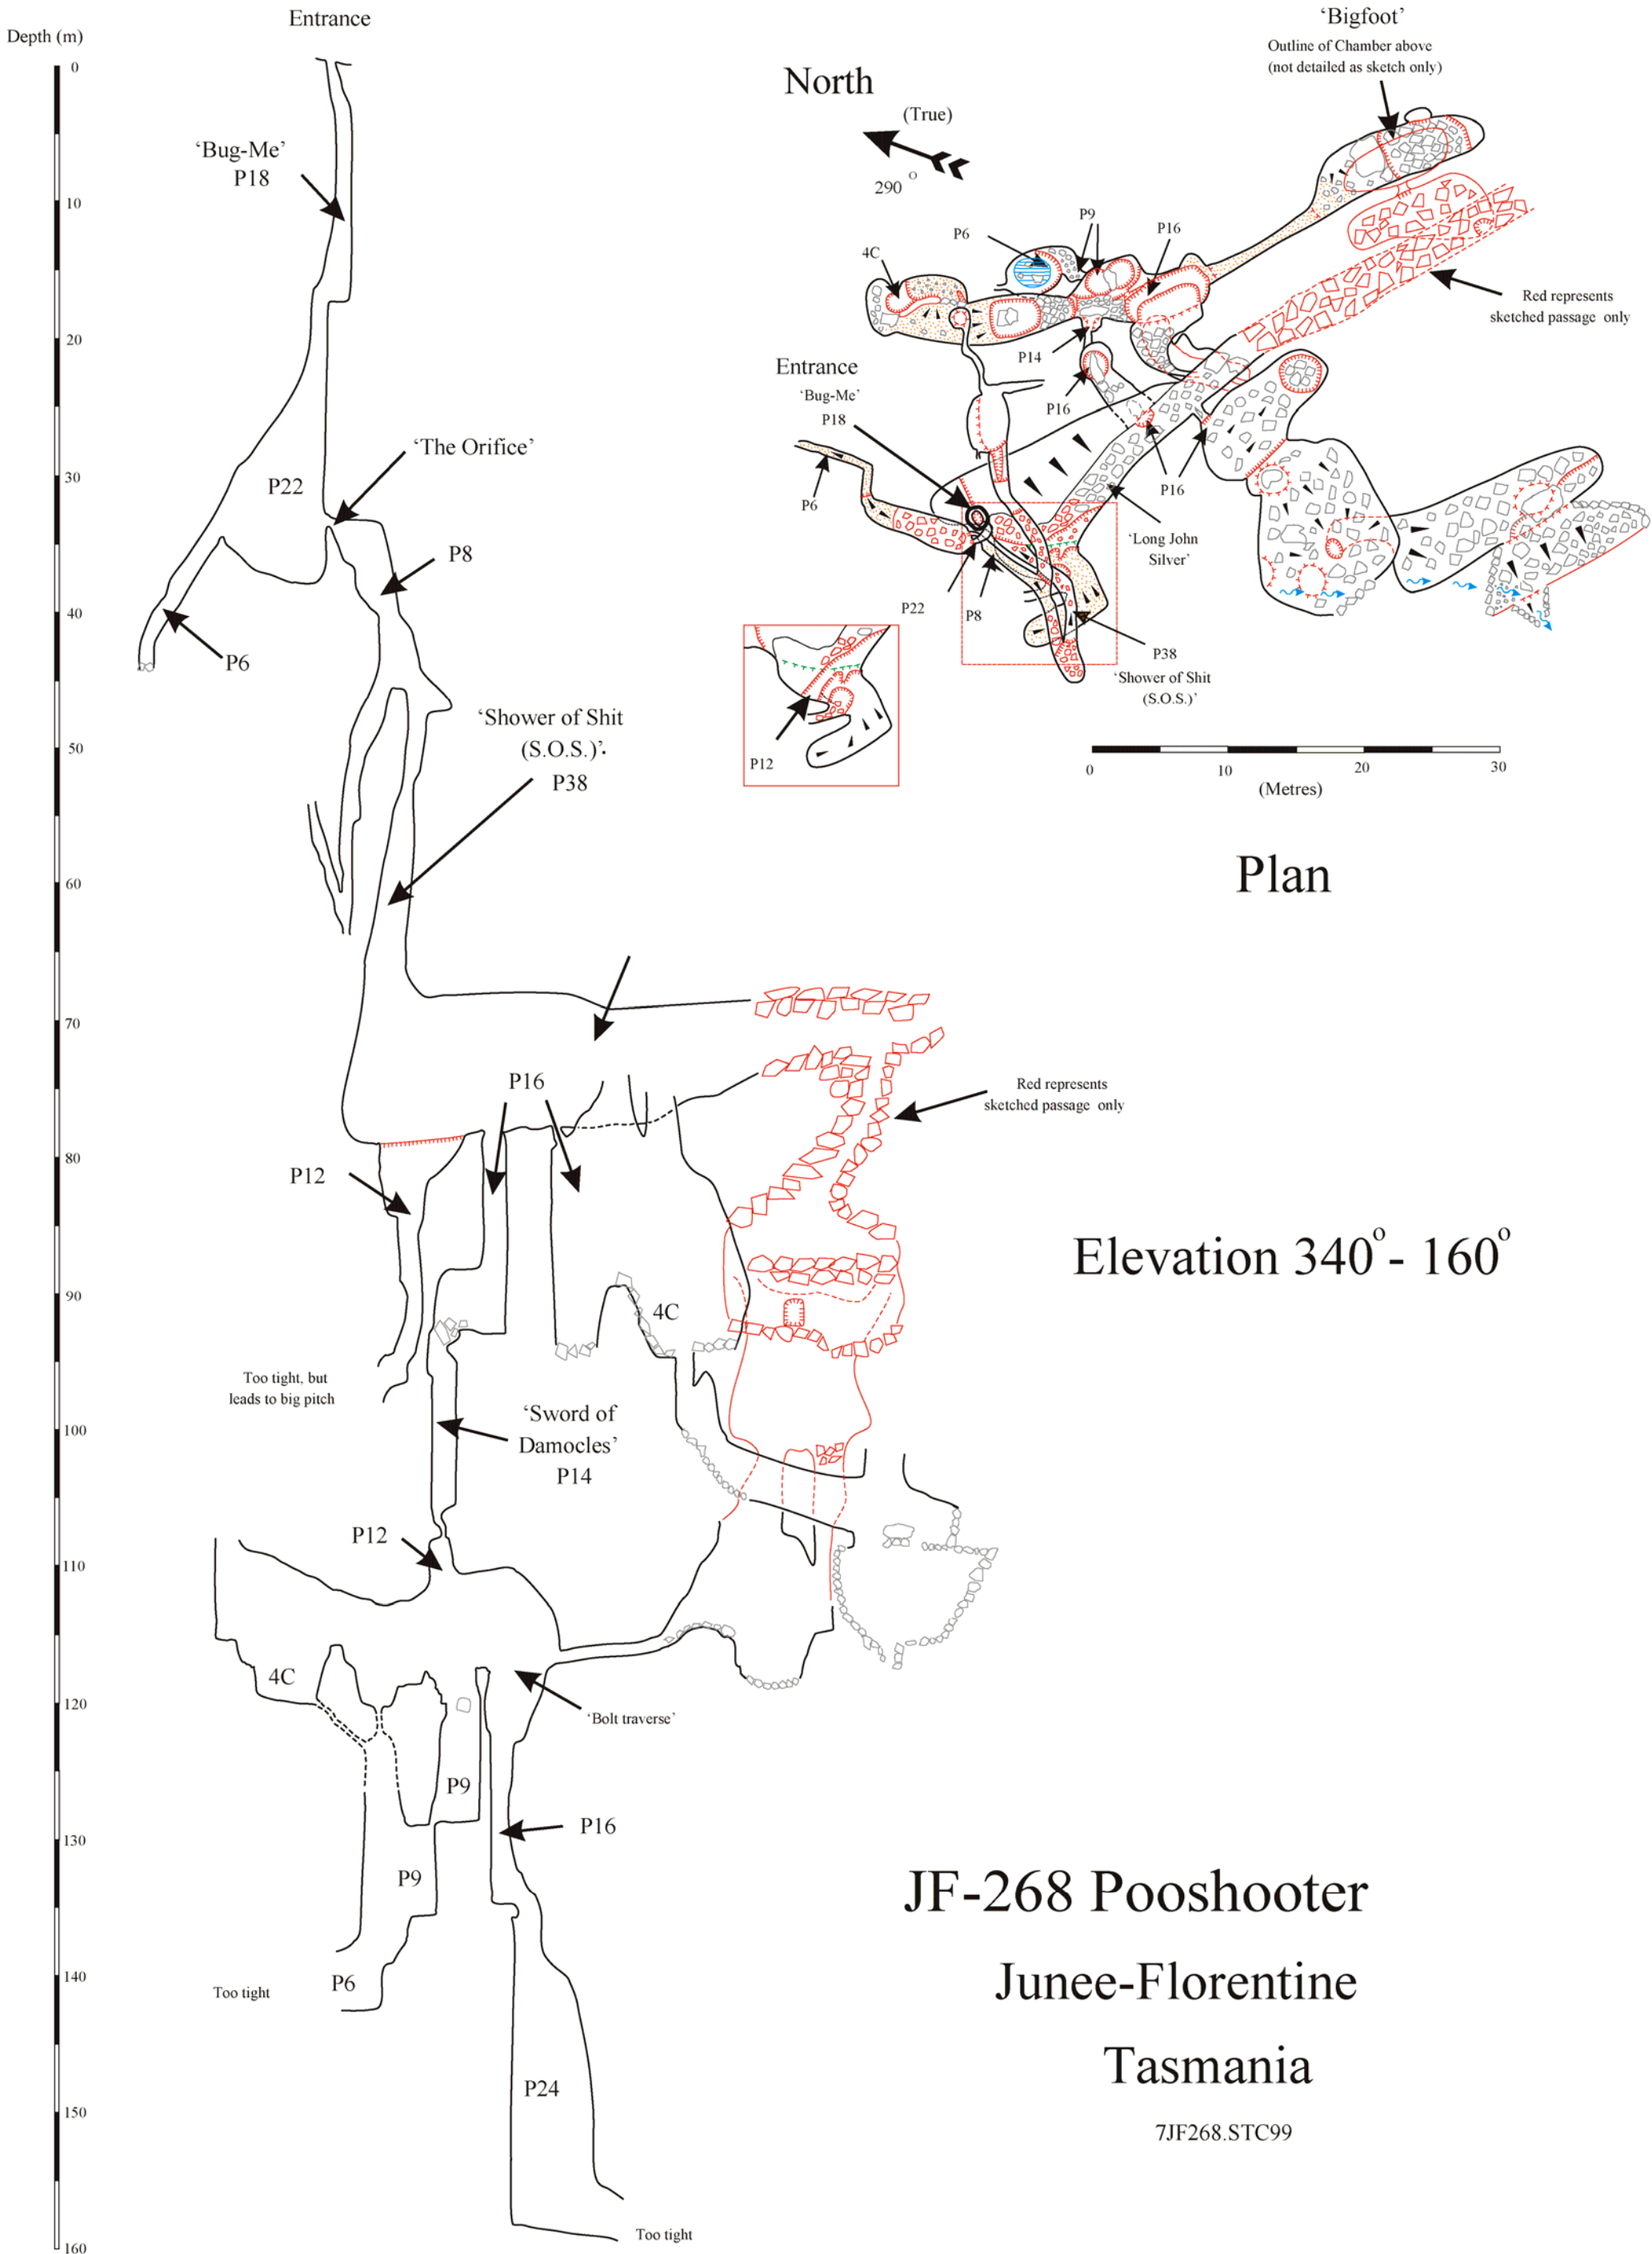 Entrance
Depth (m)
0
10
20
30
40
50
60
70
80
90
100
110
120
130
140
150
160
‘Bug-Me’
P18
‘The Orifice’
P22
P8
P6
‘Shower of Shit
(S.O.S.)’.
P38
P16
P12
Red represents
sketched passage only
4C
Too tight, but
leads to big pitch
‘Sword of
Damocles’
P14
P12
4C
‘Bolt traverse’
P9
P16
P9
P6
Too tight
P24
Too tight
North
(True)
290 o
‘Bigfoot’
Outline of Chamber above
(not detailed as sketch only)
P9
P6
P16
4C
Red represents
sketched passage only
P14
Entrance
‘Bug-Me’
P18
P16
P6
P16
‘Long John
Silver’
P22
P8
P38
‘Shower of Shit
(S.O.S.)’
P12
0
10
20
30
(Metres)
Plan
Elevation 340o- 160o
JF-268 Pooshooter
Junee-Florentine
Tasmania
7JF268.STC99